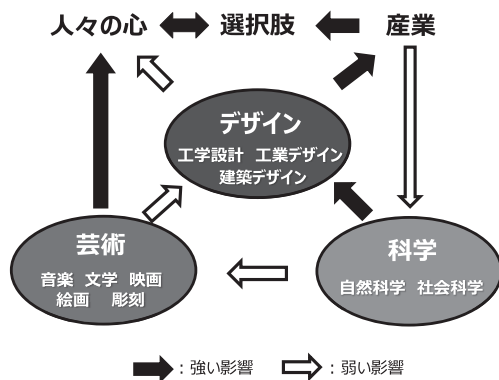 人々の心 選択肢 産業
デザイン
工学設計 工業デザイン
建築デザイン
芸術
音楽 文学 映画
絵画 彫刻
科学
自然科学 社会科学
：強い影響 ：弱い影響